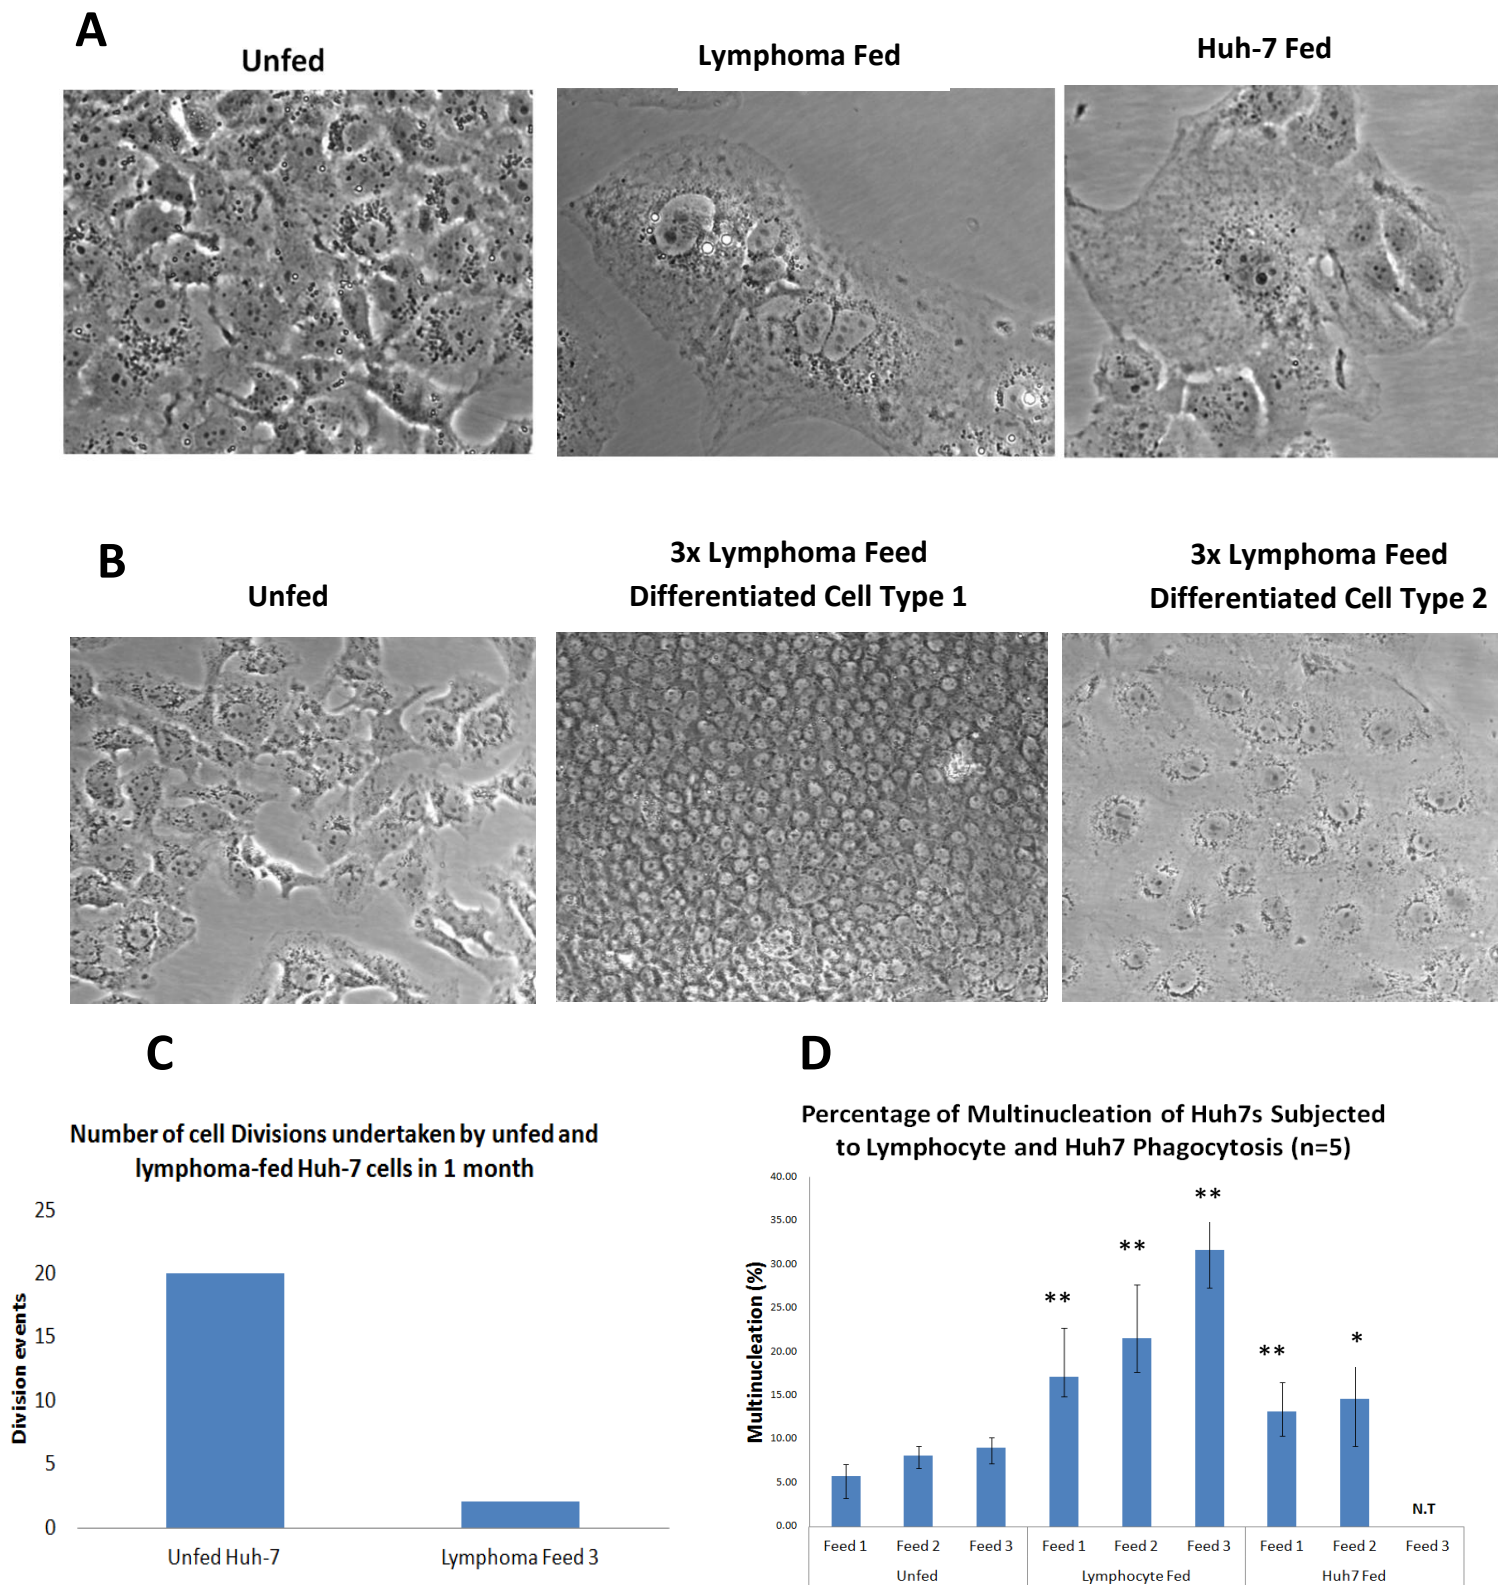 A
Unfed
Lymphoma Fed
Huh-7 Fed
B
Unfed
3x Lymphoma Feed
Differentiated Cell Type 1
3x Lymphoma Feed
Differentiated Cell Type 2
C
Number of cell Divisions undertaken by unfed and
lymphoma-fed Huh-7 cells in 1 month
Division events
25
20
15
10
5
0
Unfed Huh-7
Lymphoma Feed 3
D
Percentage of Multinucleation of Huh7s Subjected
to Lymphocyte and Huh7 Phagocytosis (n=5)
Multinucleation (%)
40.00
35.00
30.00
25.00
20.00
15.00
10.00
5.00
0.00
**
**
**
**
*
N.T
Feed 1 Feed 2 Feed 3 Feed 1 Feed 2 Feed 3 Feed 1 Feed 2 Feed 3
Unfed Lymphocyte Fed Huh7 Fed